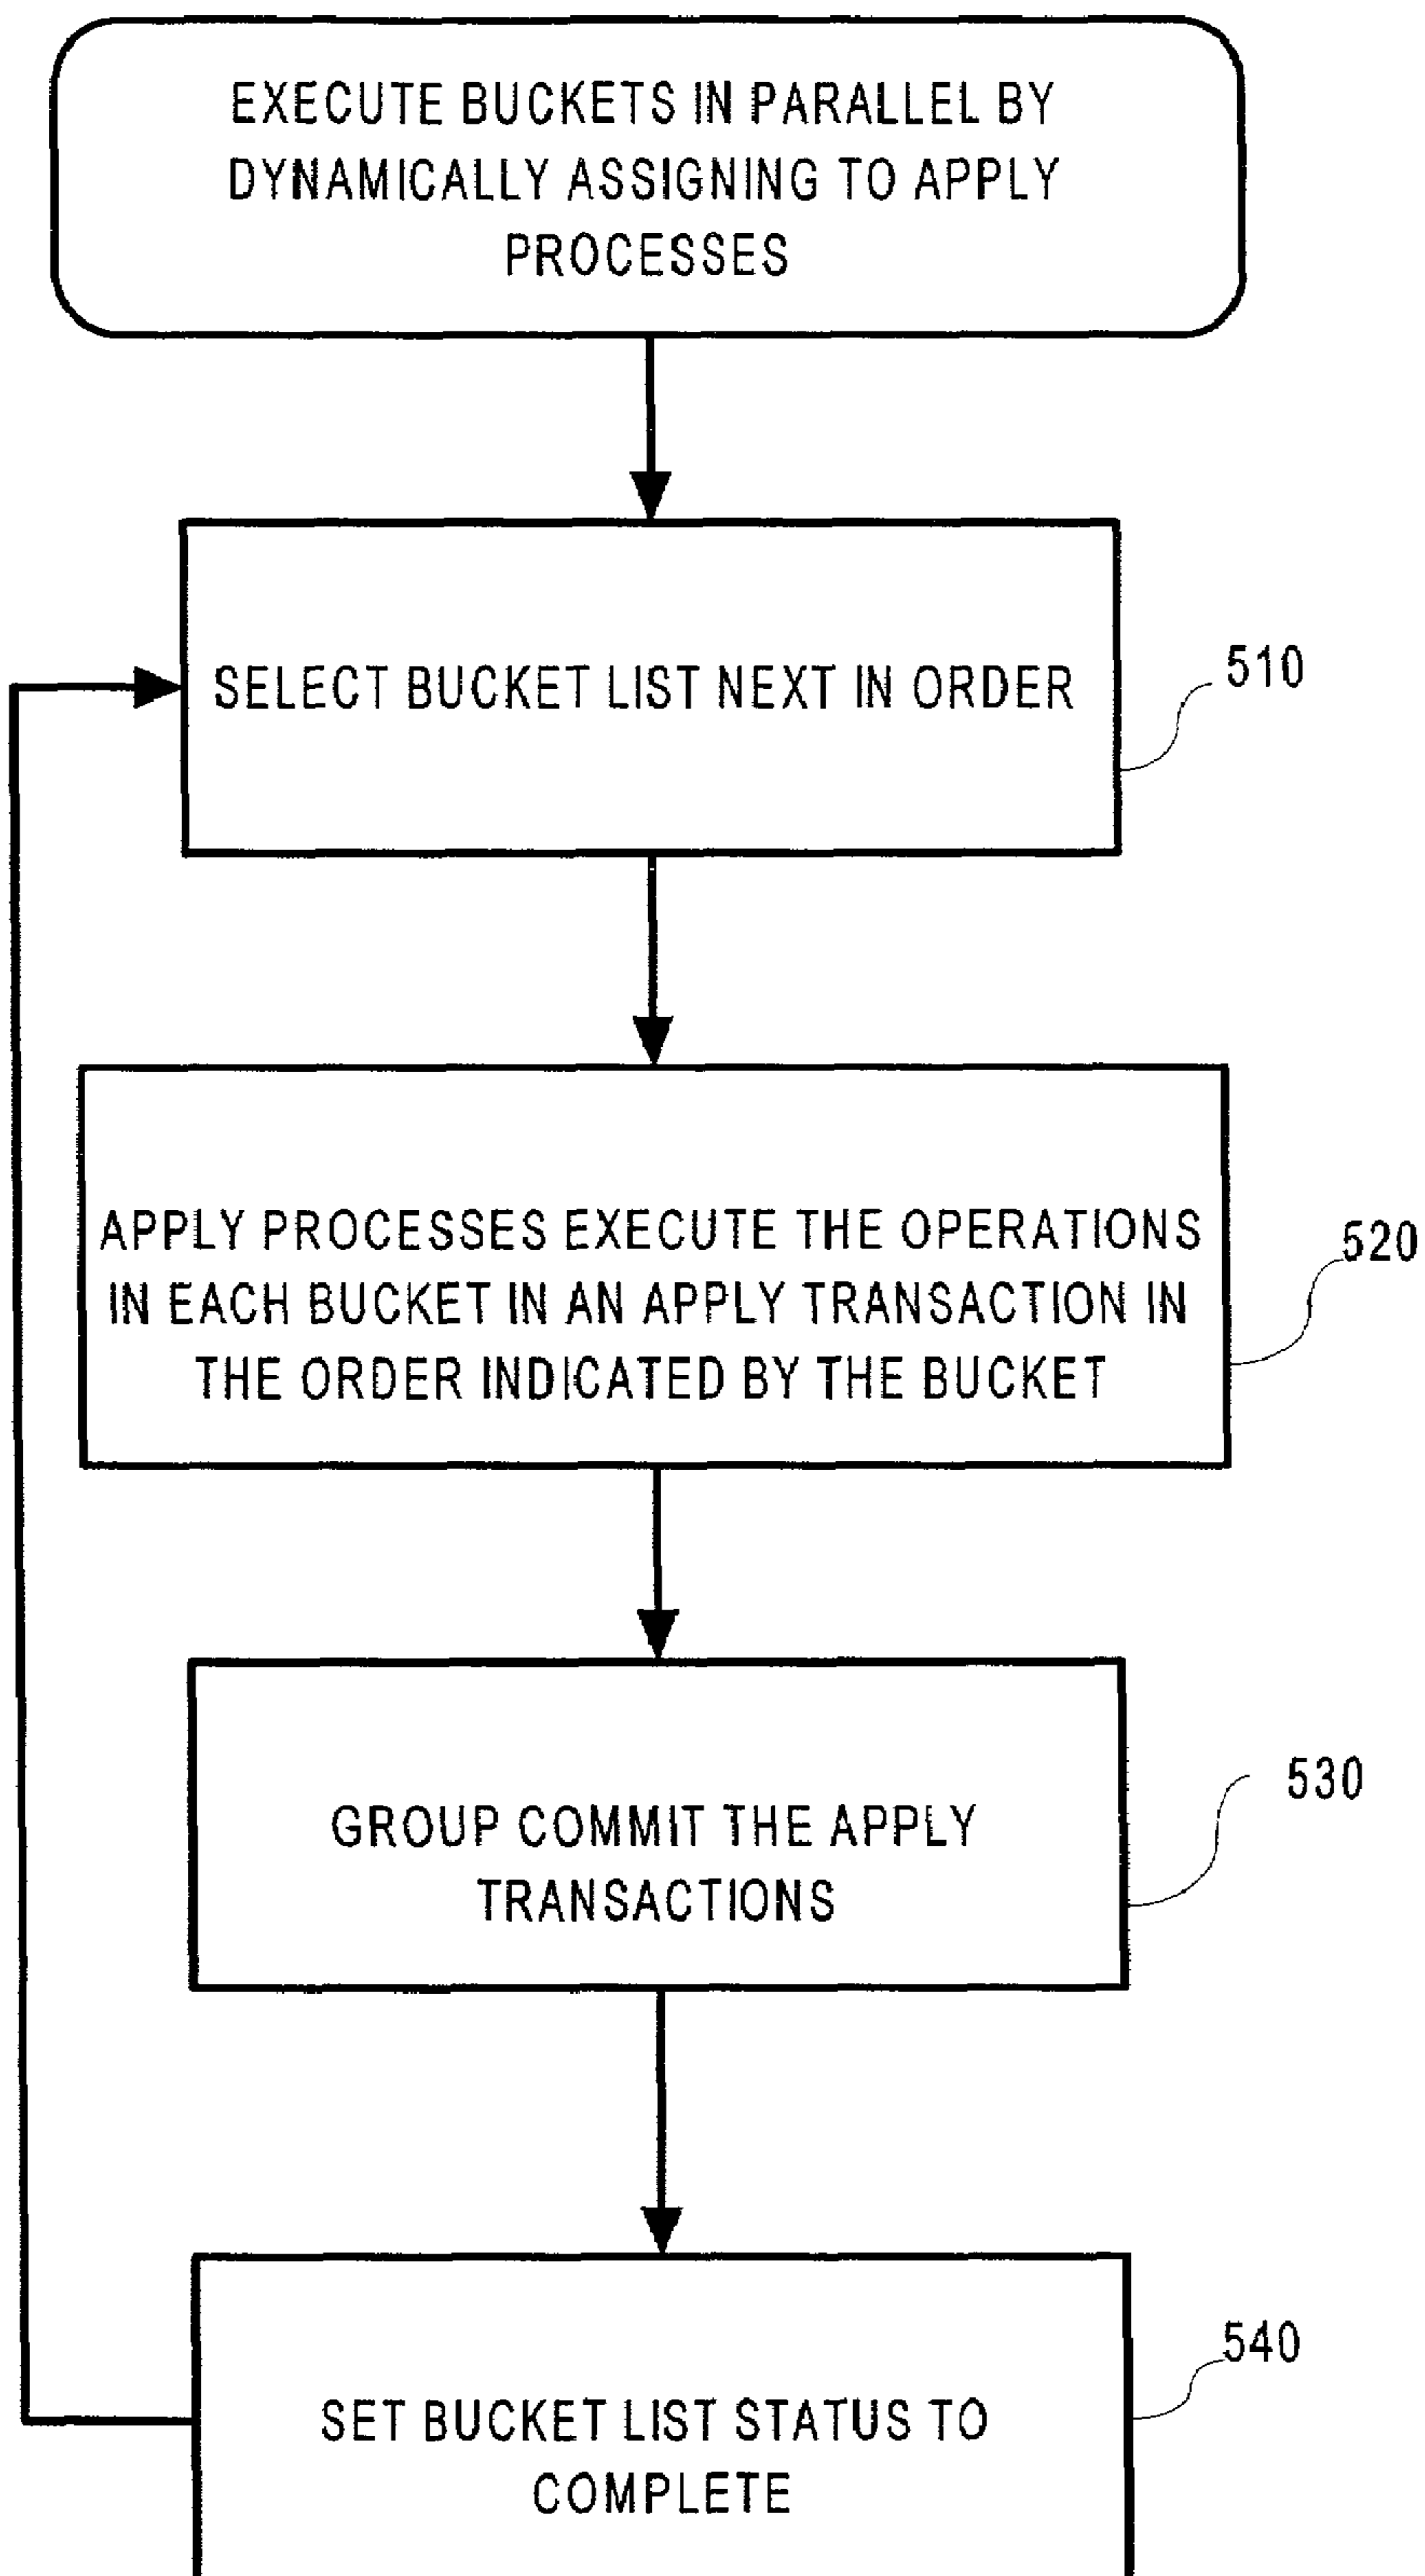 EXECUTE BUCKETS IN PARALLEL BY
DYNAMICALLY ASSIGNING TO APPLY
PROCESSES
SELECT BUCKET LIST NEXT IN ORDER
510
APPLY PROCESSES EXECUTE THE OPERATIONS
IN EACH BUCKET IN AN APPLY TRANSACTION IN
THE ORDER INDICATED BY THE BUCKET
520
GROUP COMMIT THE APPLY
TRANSACTIONS
530
SET BUCKET LIST STATUS TO
COMPLETE
540